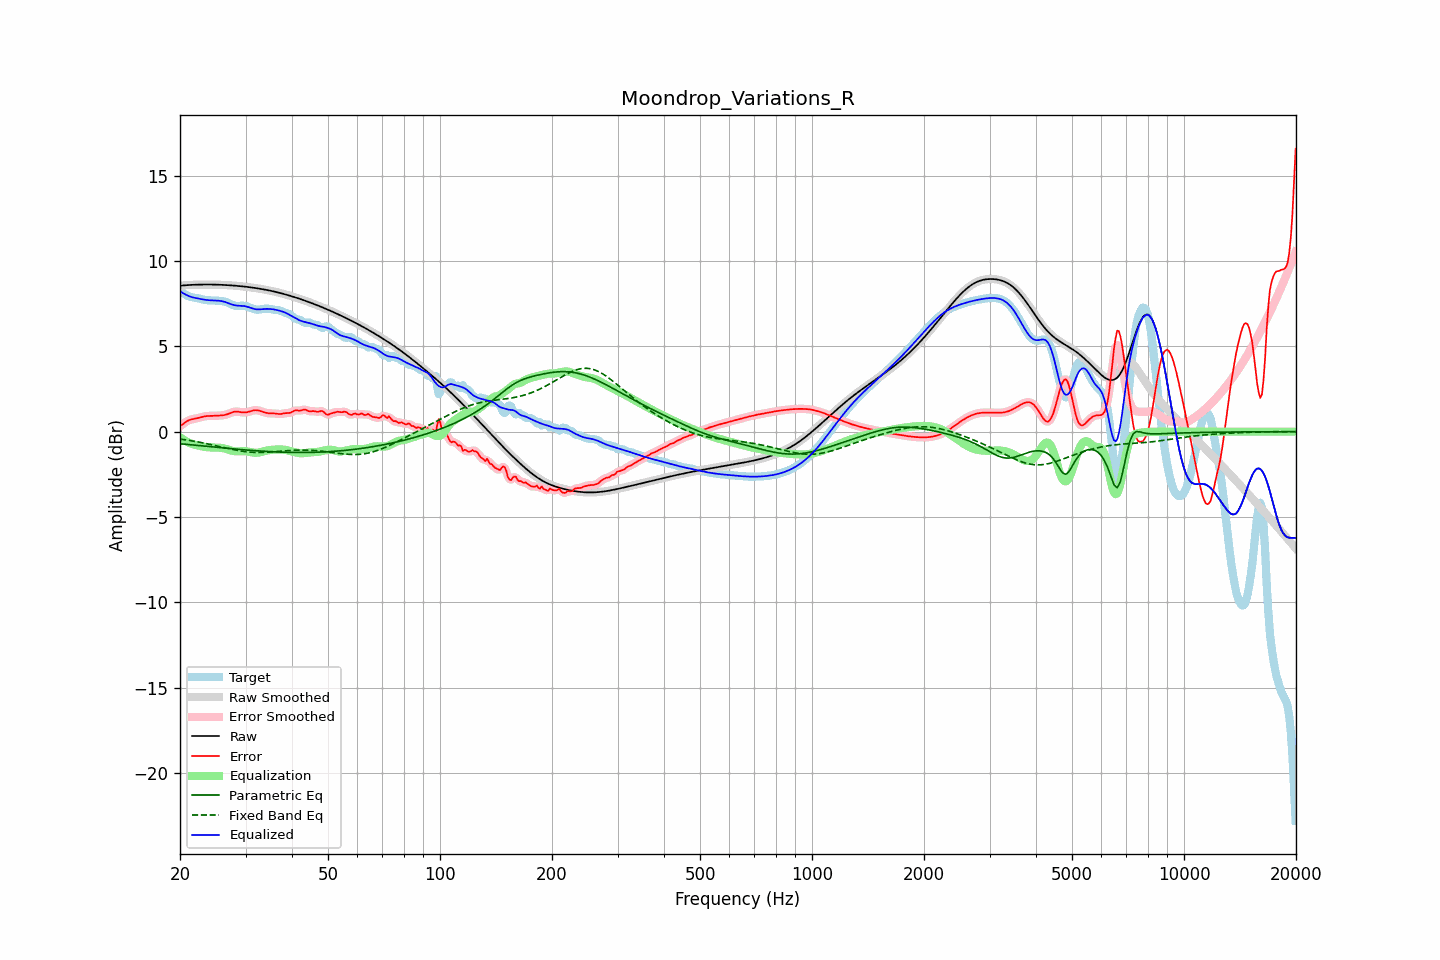 Moondrop_Variations_R
Amplitude (dBr)
15
10
5
0
−5
−10
−15
−20
Target
Raw Smoothed
Error Smoothed
Raw
Error
Equalization
Parametric Eq
Fixed Band Eq
Equalized
20 50 100 200 500 1000 2000 5000 10000 20000
Frequency (Hz)